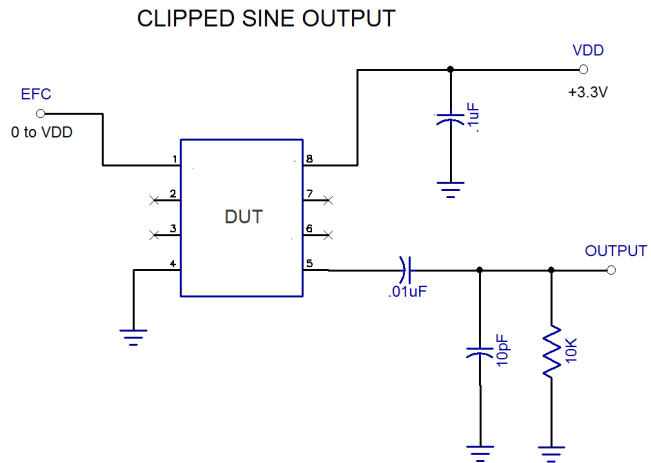 CLIPPED SINE OUTPUT
VDD
+3.3V
EFC
0 to VDD
.1uF
1
8
2
7
DUT
3
6
4
5
OUTPUT
.01uF
10pF
10K